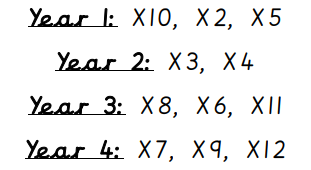 Year 1: X10, X2, X5
Year 2: X3, X4
Year 3: X8, X6, X11
Year 4: X7, X9, X12